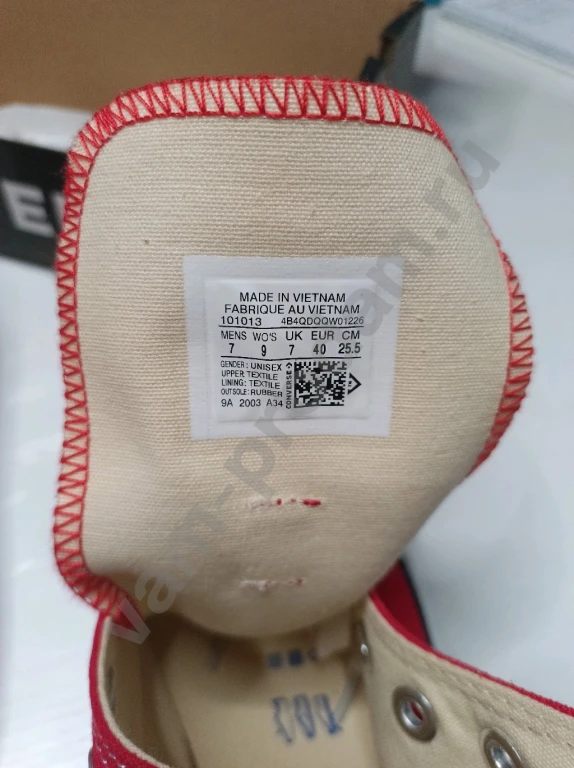 MADE IN VIETNAM
FABRIQUE AU VIETNAM
101013 4B4QDQQW01226
MENS WO'S UK EUR CM
7 9 7 40 25.5
GENDER: UNISEX
UPPER: TEXTILE
LINING: TEXTILE
OUTSOLE: RUBBER
9A 2003 A34
CONVERSE